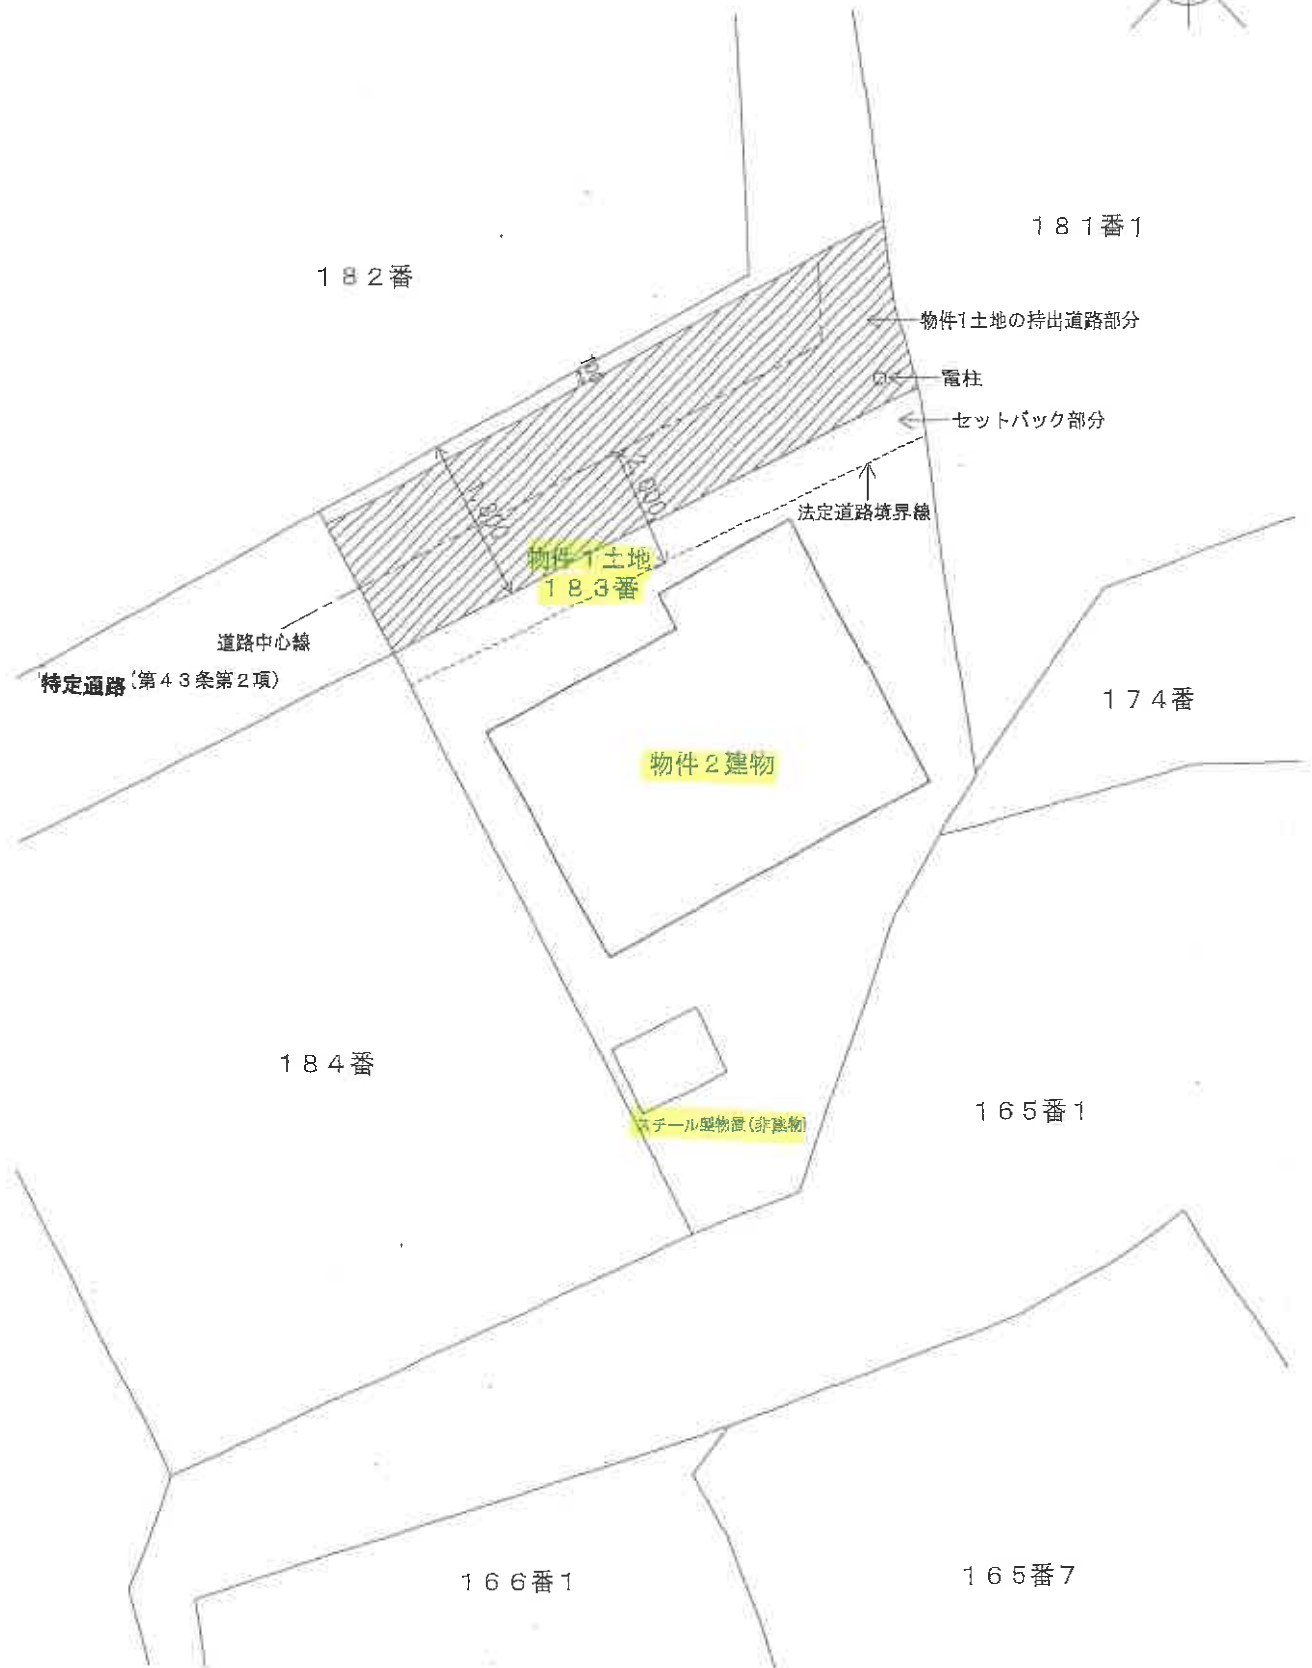 181番1
182番
物件1土地の持出道路部分
電柱
セットバック部分
法定道路境界線
物件1土地
183番
道路中心線
特定通路(第43条第2項)
174番
物件2建物
184番
165番1
スチール製物置(非建物)
166番1
165番7